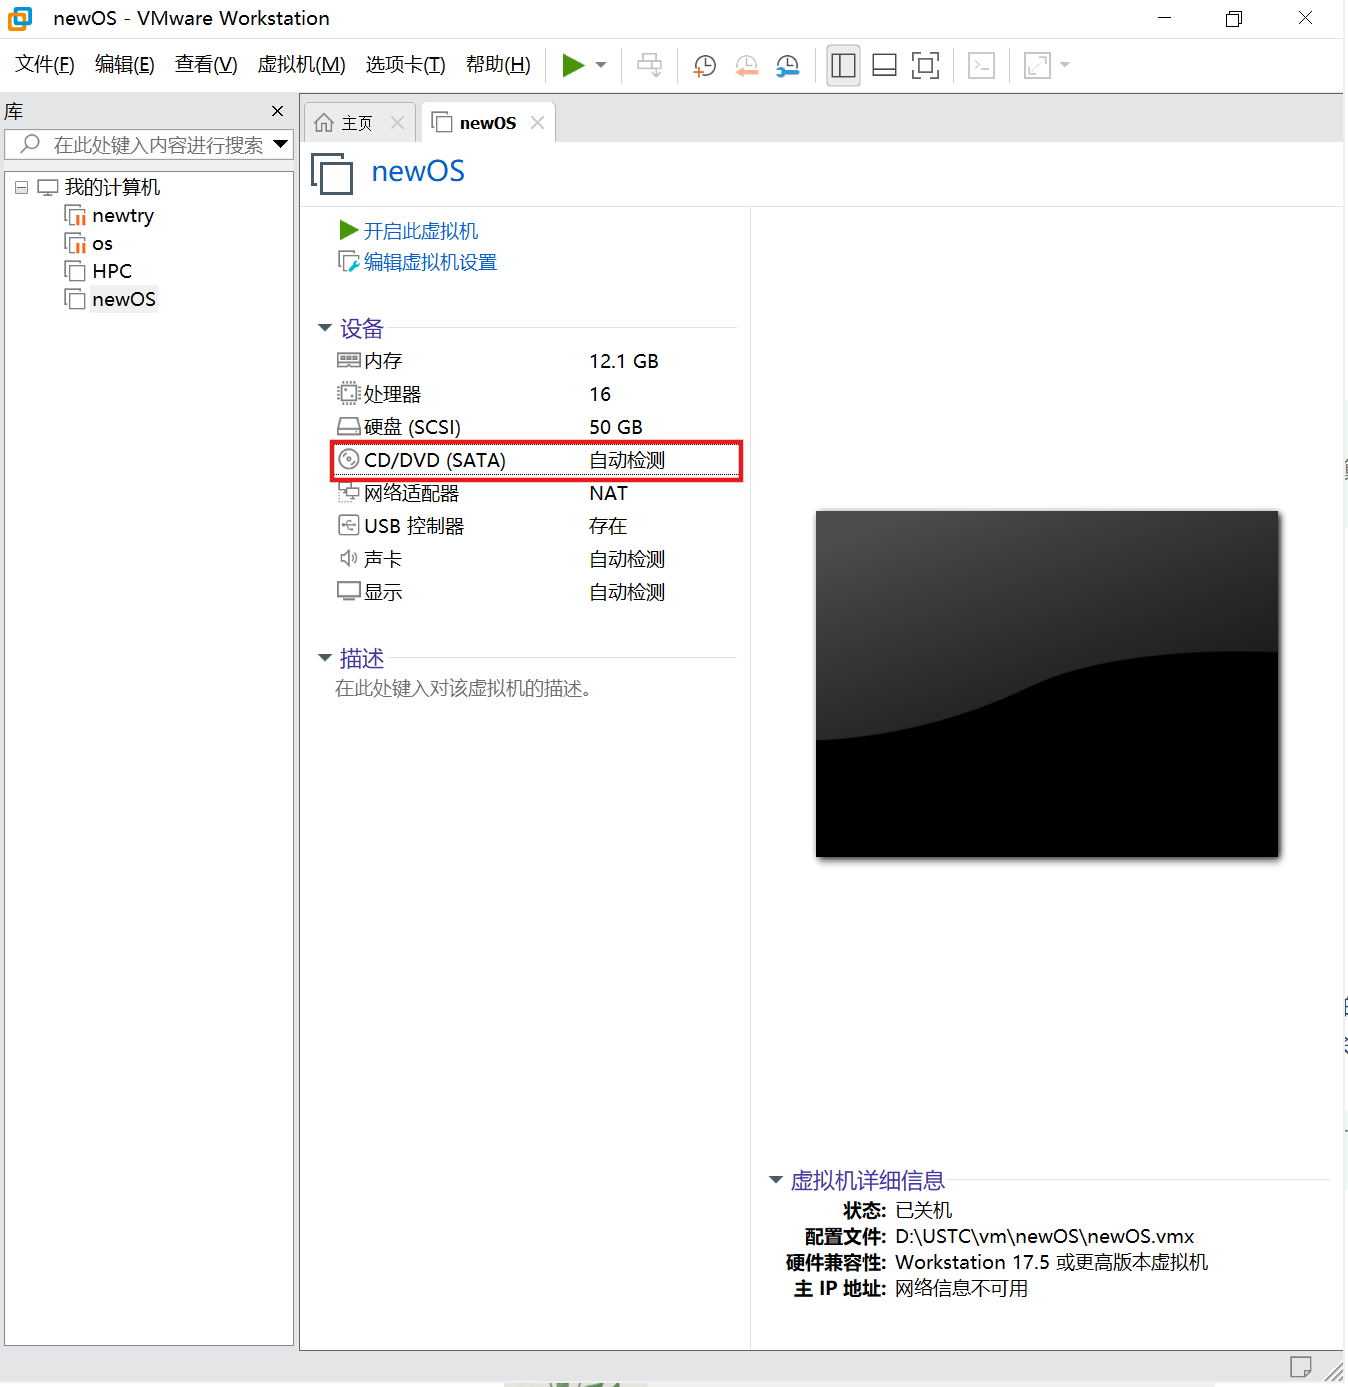 newOS - VMware Workstation
文件(F) 编辑(E) 查看(V) 虚拟机(M) 选项卡(T) 帮助(H)
库
在此处键入内容进行搜索
我的计算机
newtry
os
HPC
newOS
主页
newOS
newOS
开启此虚拟机
编辑虚拟机设置
设备
内存 12.1 GB
处理器 16
硬盘 (SCSI) 50 GB
CD/DVD (SATA) 自动检测
网络适配器 NAT
USB 控制器 存在
声卡 自动检测
显示 自动检测
描述
在此处键入对该虚拟机的描述。
虚拟机详细信息
状态: 已关机
配置文件: D:\USTC\vm\newOS\newOS.vmx
硬件兼容性: Workstation 17.5 或更高版本虚拟机
主 IP 地址: 网络信息不可用